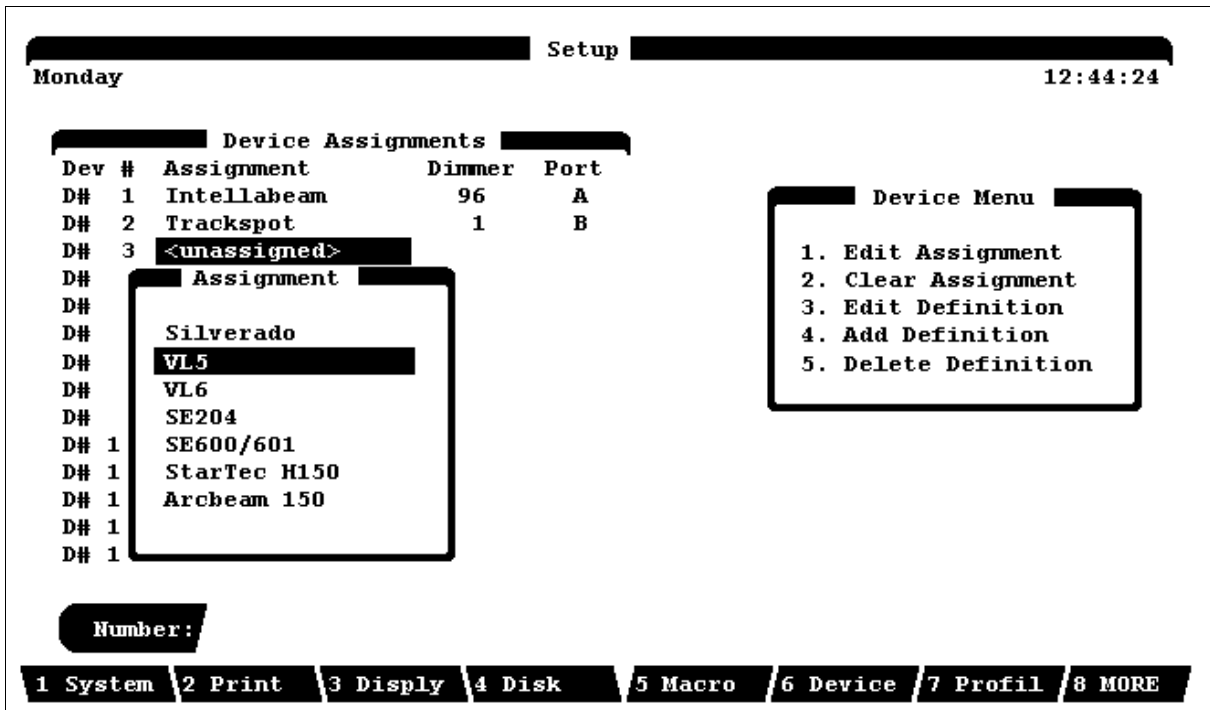 Setup
Monday 12:44:24
Device Assignments
Dev # Assignment Dimmer Port
D# 1 Intellabeam 96 A
D# 2 Trackspot 1 B
D# 3 <unassigned>
D#
D#
D#
D#
D#
D#
D# 1
D# 1
D# 1
D# 1
D# 1
Assignment
Silverado
VL5
VL6
SE204
SE600/601
StarTec H150
Arcbeam 150
Device Menu
1. Edit Assignment
2. Clear Assignment
3. Edit Definition
4. Add Definition
5. Delete Definition
Number:
1 System 2 Print 3 Disply 4 Disk 5 Macro 6 Device 7 Profil 8 MORE